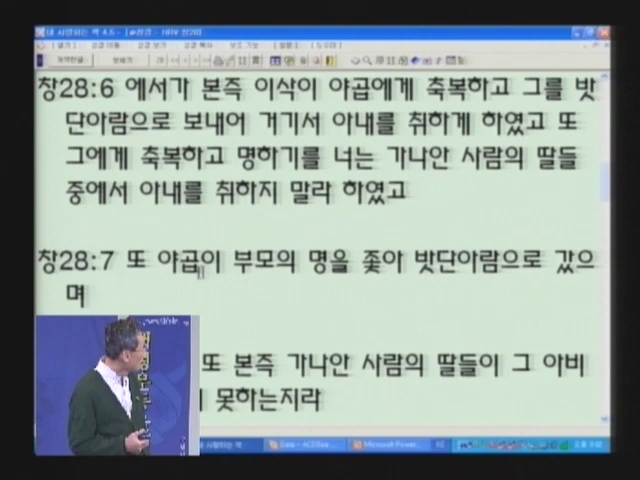 창28:6 에서가 본즉 이삭이 야곱에게 축복하고 그를 밧
단아람으로 보내어 거기서 아내를 취하게 하였고 또
그에게 축복하고 명하기를 너는 가나안 사람의 딸들
중에서 아내를 취하지 말라 하였고
창28:7 또 야곱이 부모의 명을 좇아 밧단아람으로 갔으
며
또 본즉 가나안 사람의 딸들이 그 아비
못하는지라